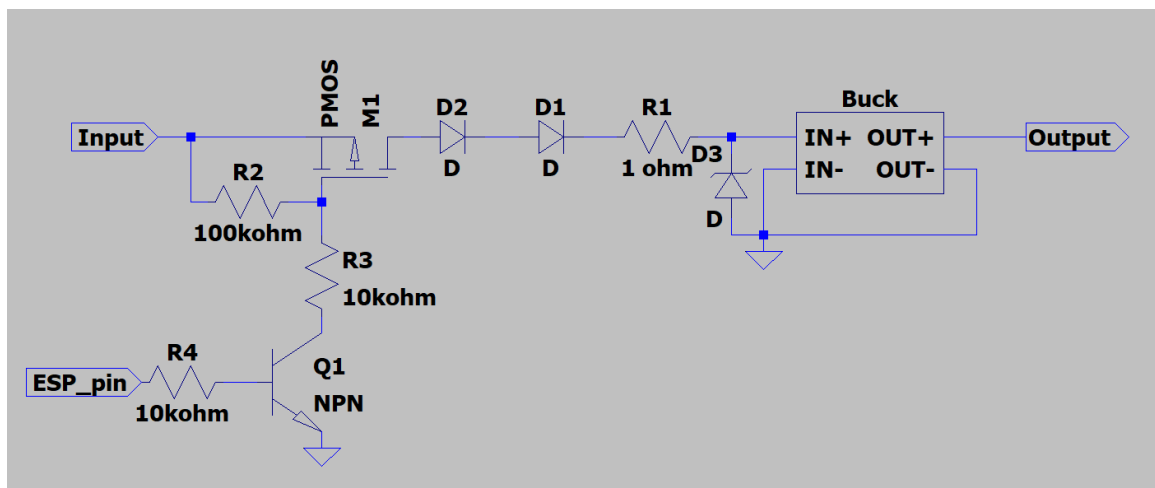 PMOS
M1
D2
D1
R1
Buck
Input
D
D
1 ohm
D3
IN+ OUT+
IN- OUT-
Output
R2
100kohm
D
R3
10kohm
R4
ESP_pin
10kohm
Q1
NPN